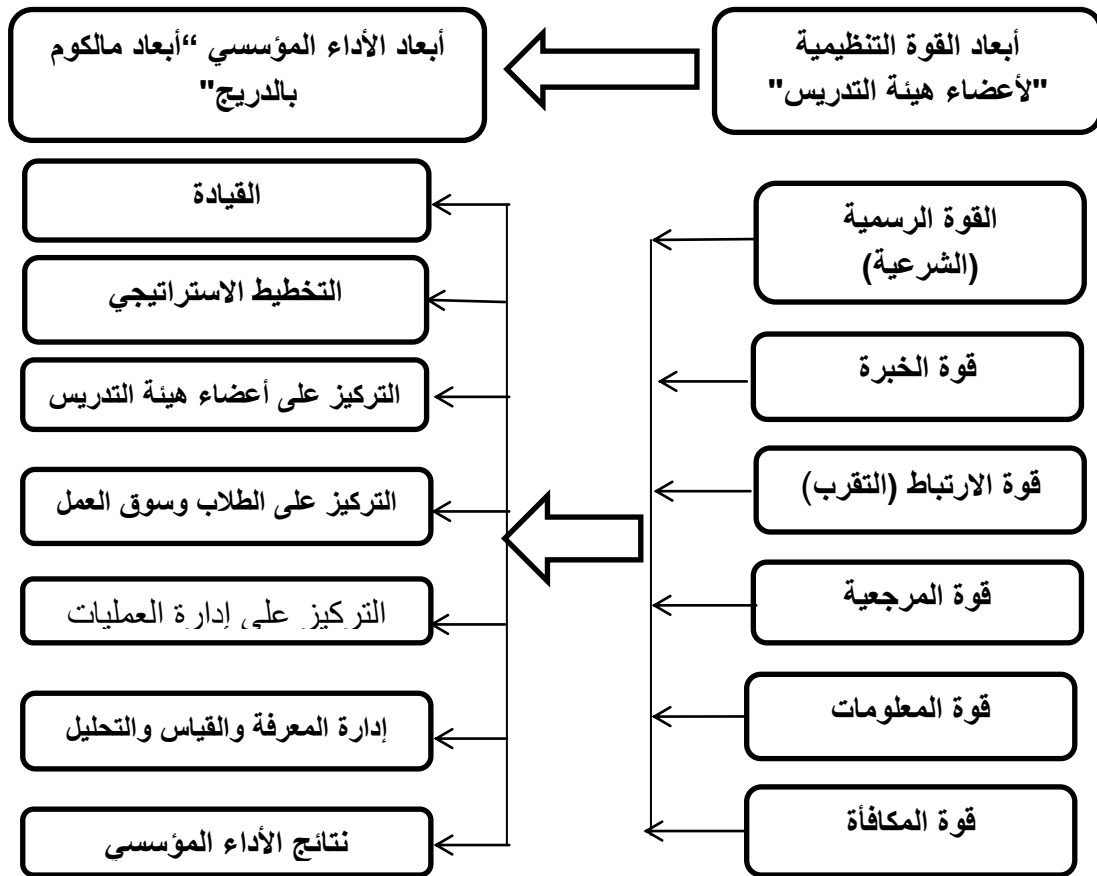 أبعاد القوة التنظيمية
"لأعضاء هيئة التدريس"
أبعاد الأداء المؤسسي “أبعاد مالكوم
بالدريج"
القوة الرسمية
(الشرعية)
قوة الخبرة
قوة الارتباط (التقرب)
قوة المرجعية
قوة المعلومات
قوة المكافأة
القيادة
التخطيط الاستراتيجي
التركيز على أعضاء هيئة التدريس
التركيز على الطلاب وسوق العمل
التركيز على إدارة العمليات
إدارة المعرفة والقياس والتحليل
نتائج الأداء المؤسسي